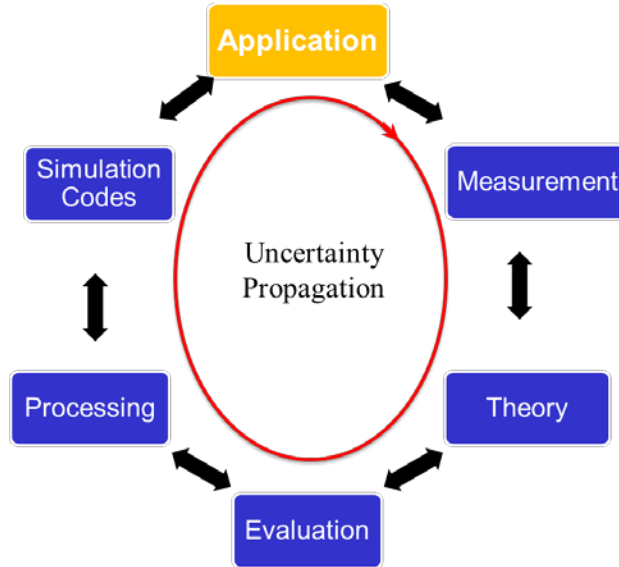 Application
Simulation
Codes
Measurement
Uncertainty
Propagation
Processing
Theory
Evaluation